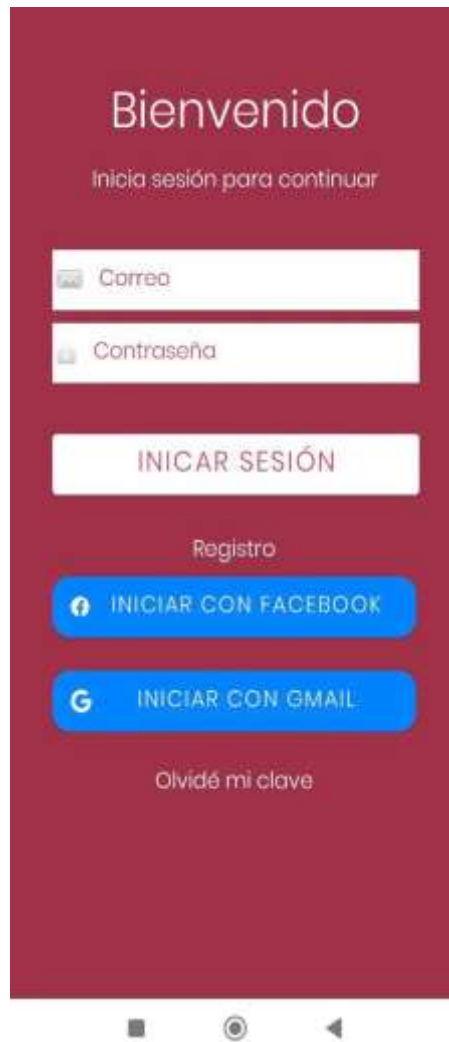 Bienvenido
Inicia sesión para continuar
Correo
Contraseña
INICAR SESIÓN
Registro
INICIAR CON FACEBOOK
INICIAR CON GMAIL
Olvidé mi clave